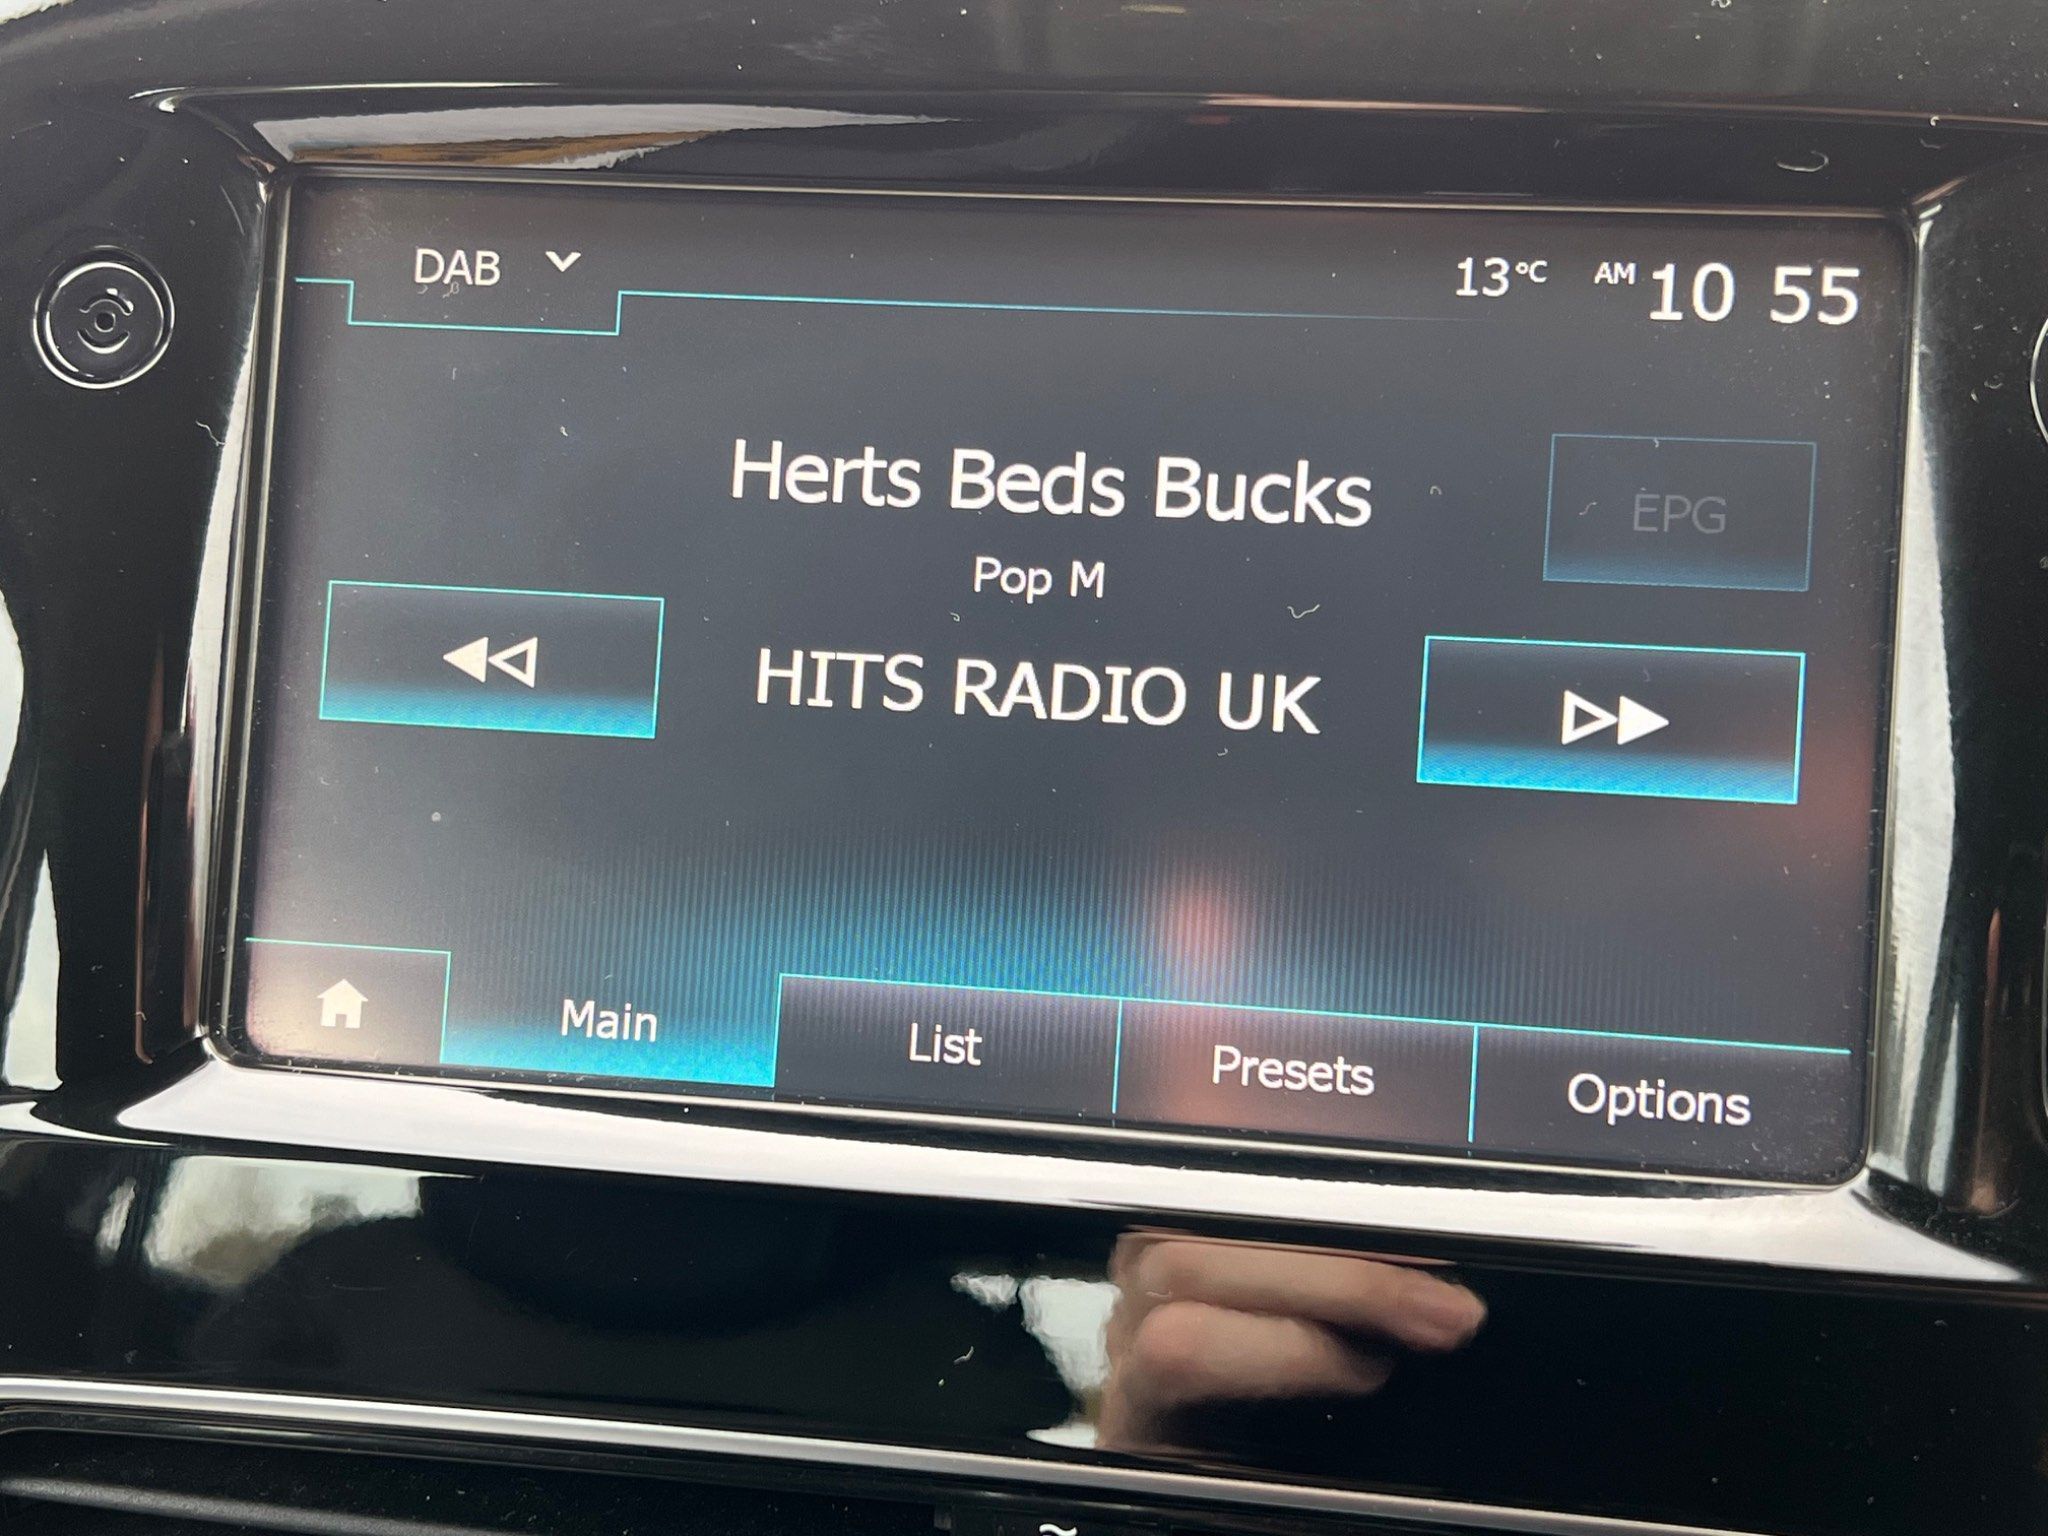 DAB
13°C AM 10 55
Herts Beds Bucks
EPG
Pop M
HITS RADIO UK
Main
List
Presets
Options